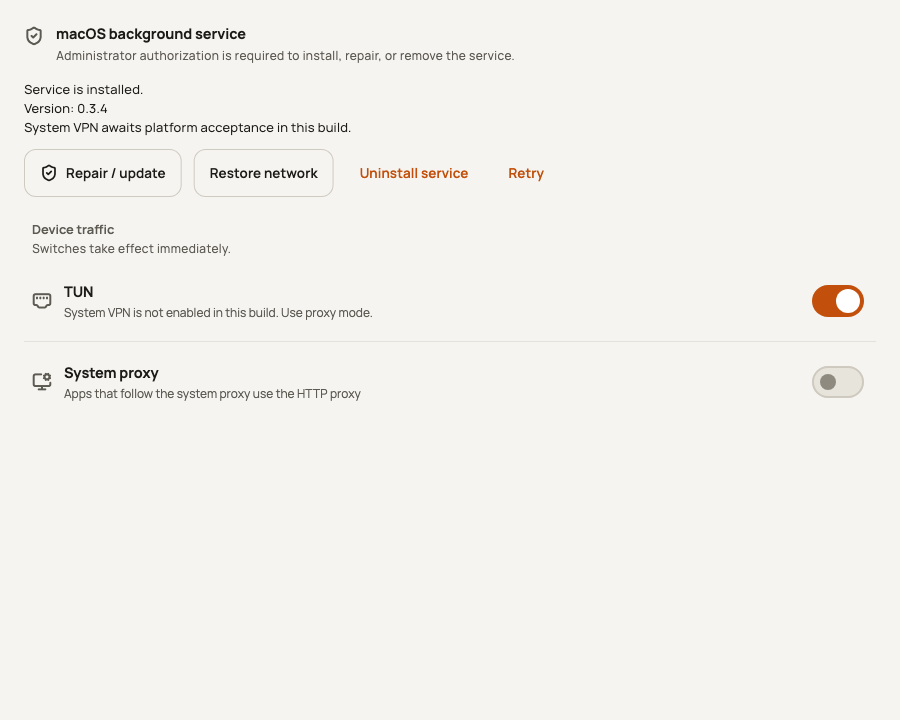 macOS background service
Administrator authorization is required to install, repair, or remove the service.
Service is installed.
Version: 0.3.4
System VPN awaits platform acceptance in this build.
Repair / update
Restore network
Uninstall service
Retry
Device traffic
Switches take effect immediately.
TUN
System VPN is not enabled in this build. Use proxy mode.
System proxy
Apps that follow the system proxy use the HTTP proxy